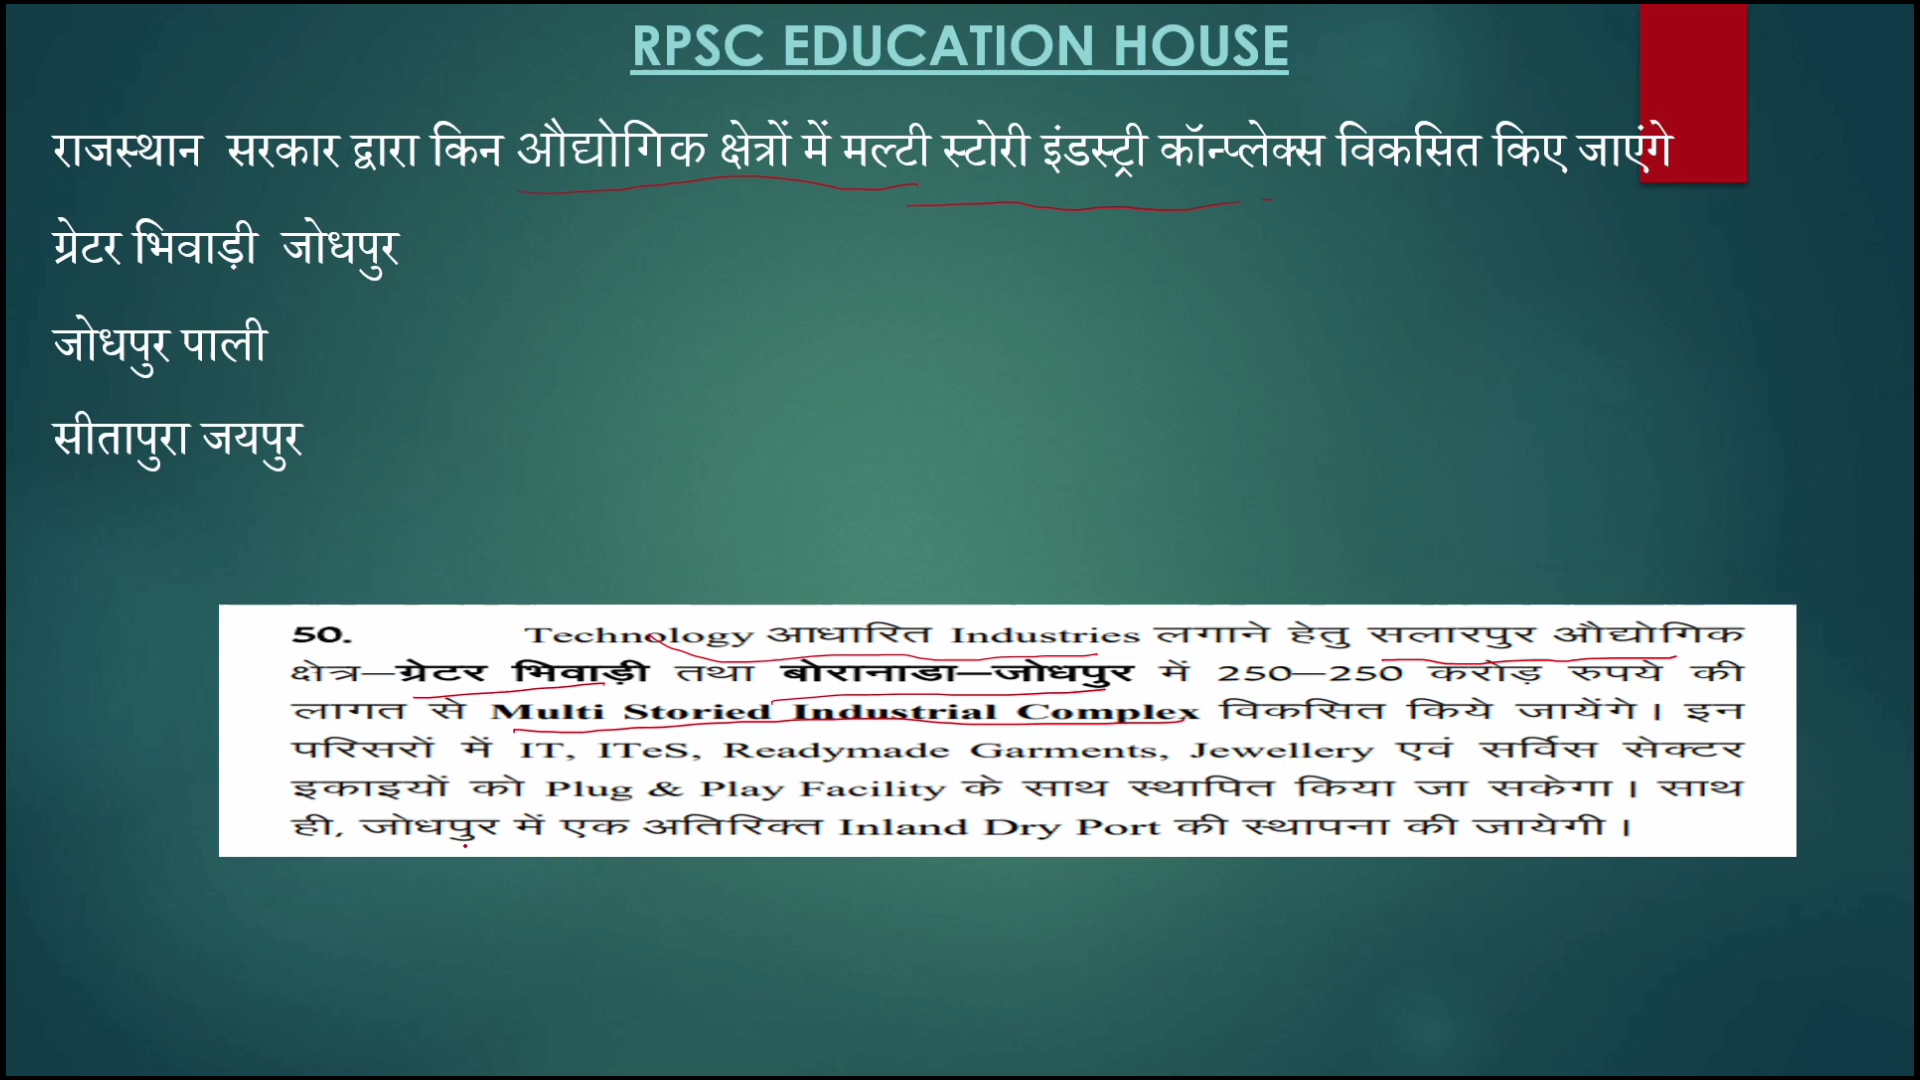 RPSC EDUCATION HOUSE
राजस्थान सरकार द्वारा किन औद्योगिक क्षेत्रों में मल्टी स्टोरी इंडस्ट्री कॉन्प्लेक्स विकसित किए जाएंगे
ग्रेटर भिवाड़ी जोधपुर
जोधपुर पाली
सीतापुरा जयपुर
50. Technology आधारित Industries लगाने हेतु सलारपुर औद्योगिक
क्षेत्र–ग्रेटर भिवाड़ी तथा बोरानाडा–जोधपुर में 250–250 करोड़ रुपये की
लागत से Multi Storied Industrial Complex विकसित किये जायेंगे। इन
परिसरों में IT, ITeS, Readymade Garments, Jewellery एवं सर्विस सेक्टर
इकाइयों को Plug & Play Facility के साथ स्थापित किया जा सकेगा। साथ
ही, जोधपुर में एक अतिरिक्त Inland Dry Port की स्थापना की जायेगी।